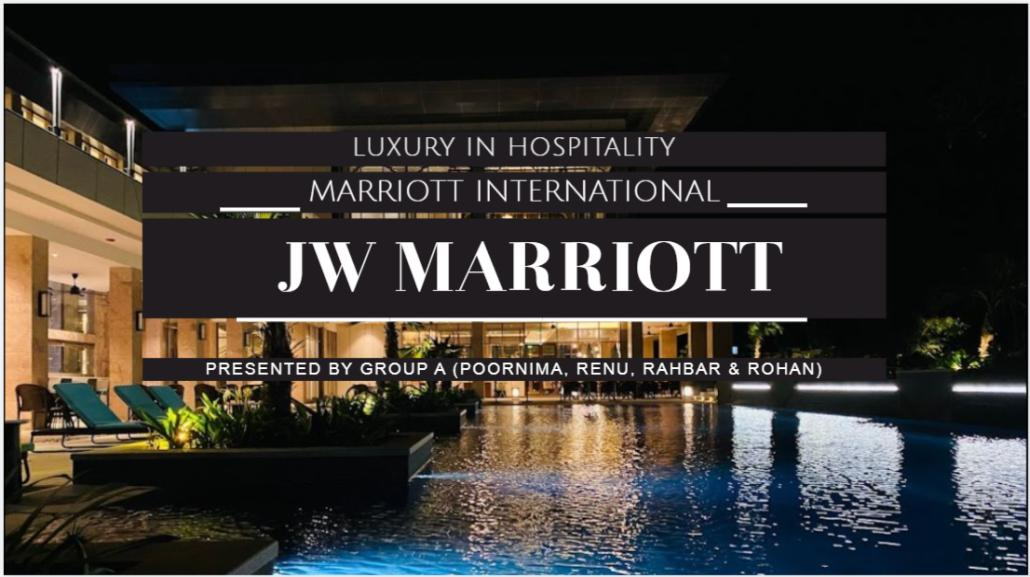 LUXURY IN HOSPITALITY
MARRIOTT INTERNATIONAL
JW MARRIOTT
PRESENTED BY GROUP A (POORNIMA, RENU, RAHBAR & ROHAN)